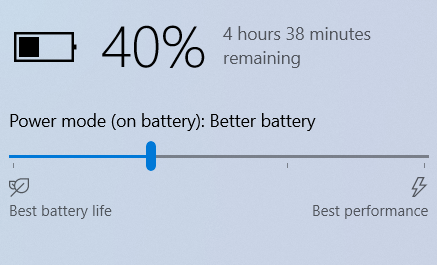 40%
4 hours 38 minutes
remaining
Power mode (on battery): Better battery
Best battery life
Best performance